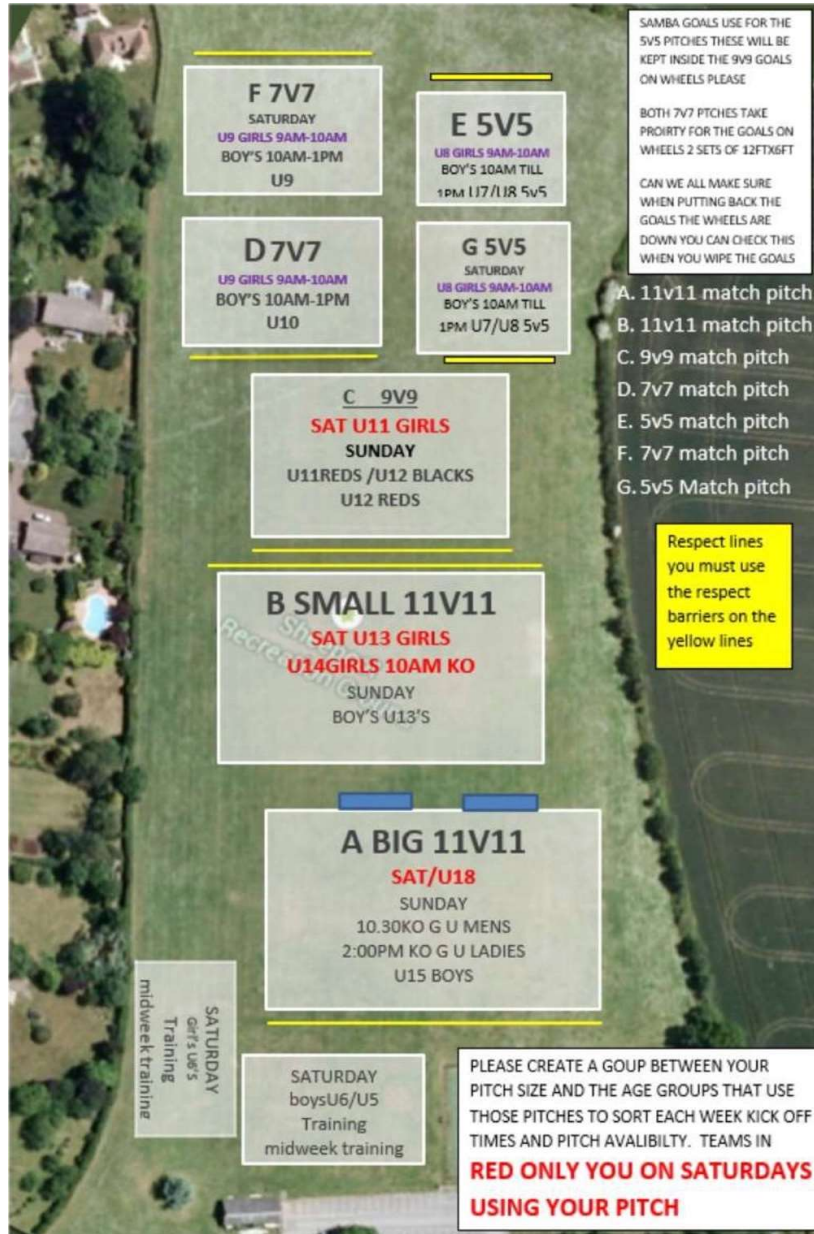 SAMBA GOALS USE FOR THE
5V5 PITCHES THESE WILL BE
KEPT INSIDE THE 9V9 GOALS
ON WHEELS PLEASE
BOTH 7V7 PTCHES TAKE
PROIRTY FOR THE GOALS ON
WHEELS 2 SETS OF 12FTX6FT
CAN WE ALL MAKE SURE
WHEN PUTTING BACK THE
GOALS THE WHEELS ARE
DOWN YOU CAN CHECK THIS
WHEN YOU WIPE THE GOALS
F 7V7
SATURDAY
U9 GIRLS 9AM-10AM
BOY'S 10AM-1PM
U9
E 5V5
U8 GIRLS 9AM-10AM
BOY'S 10AM TILL
1PM U7/U8 5v5
D 7V7
U9 GIRLS 9AM-10AM
BOY'S 10AM-1PM
U10
G 5V5
SATURDAY
U8 GIRLS 9AM-10AM
BOY'S 10AM TILL
1PM U7/U8 5v5
A. 11v11 match pitch
B. 11v11 match pitch
C. 9v9 match pitch
D. 7v7 match pitch
E. 5v5 match pitch
F. 7v7 match pitch
G. 5v5 Match pitch
C 9V9
SAT U11 GIRLS
SUNDAY
U11REDS /U12 BLACKS
U12 REDS
Respect lines
you must use
the respect
barriers on the
yellow lines
B SMALL 11V11
SAT U13 GIRLS
U14GIRLS 10AM KO
SUNDAY
BOY'S U13'S
Recreation
A BIG 11V11
SAT/U18
SUNDAY
10.30KO G U MENS
2:00PM KO G U LADIES
U15 BOYS
SATURDAY
Girl's U6'S
Training
midweek training
SATURDAY
boysU6/U5
Training
midweek training
PLEASE CREATE A GOUP BETWEEN YOUR
PITCH SIZE AND THE AGE GROUPS THAT USE
THOSE PITCHES TO SORT EACH WEEK KICK OFF
TIMES AND PITCH AVALIBILTY. TEAMS IN
RED ONLY YOU ON SATURDAYS
USING YOUR PITCH